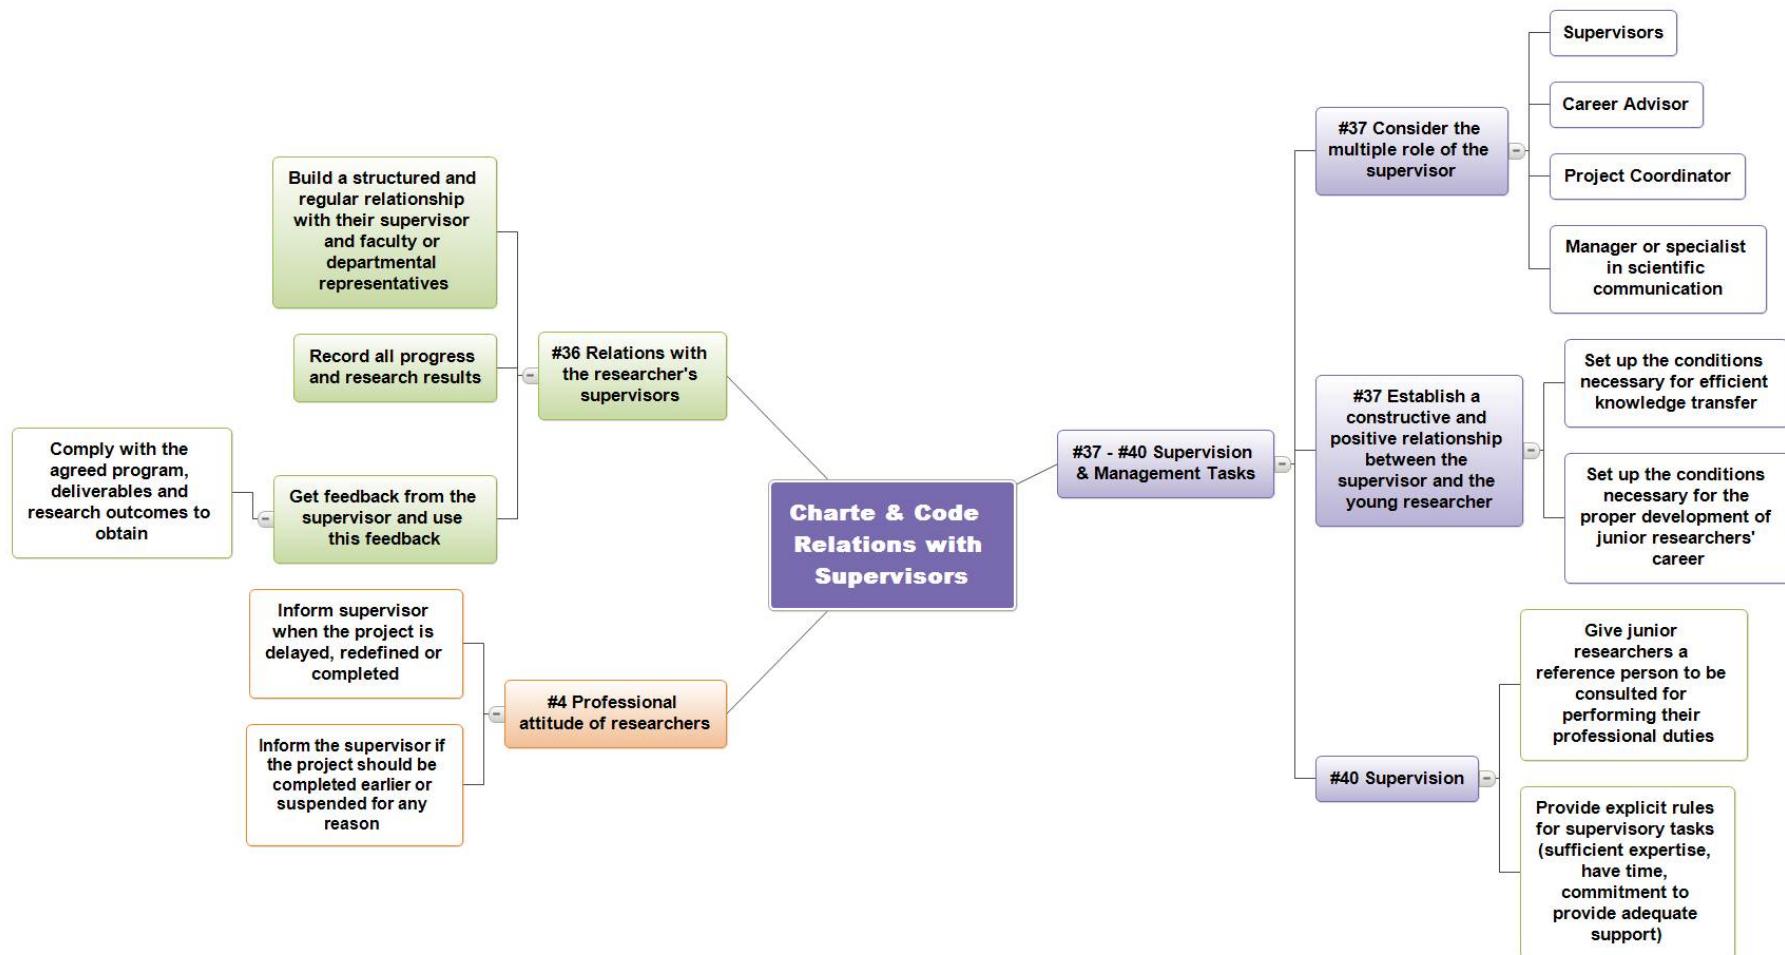 Charte & Code
Relations with
Supervisors
#36 Relations with
the researcher's
supervisors
Build a structured and
regular relationship
with their supervisor
and faculty or
departmental
representatives
Record all progress
and research results
Get feedback from the
supervisor and use
this feedback
Comply with the
agreed program,
deliverables and
research outcomes to
obtain
#4 Professional
attitude of researchers
Inform supervisor
when the project is
delayed, redefined or
completed
Inform the supervisor if
the project should be
completed earlier or
suspended for any
reason
#37 - #40 Supervision
& Management Tasks
#37 Consider the
multiple role of the
supervisor
Supervisors
Career Advisor
Project Coordinator
Manager or specialist
in scientific
communication
#37 Establish a
constructive and
positive relationship
between the
supervisor and the
young researcher
Set up the conditions
necessary for efficient
knowledge transfer
Set up the conditions
necessary for the
proper development of
junior researchers'
career
#40 Supervision
Give junior
researchers a
reference person to be
consulted for
performing their
professional duties
Provide explicit rules
for supervisory tasks
(sufficient expertise,
have time,
commitment to
provide adequate
support)